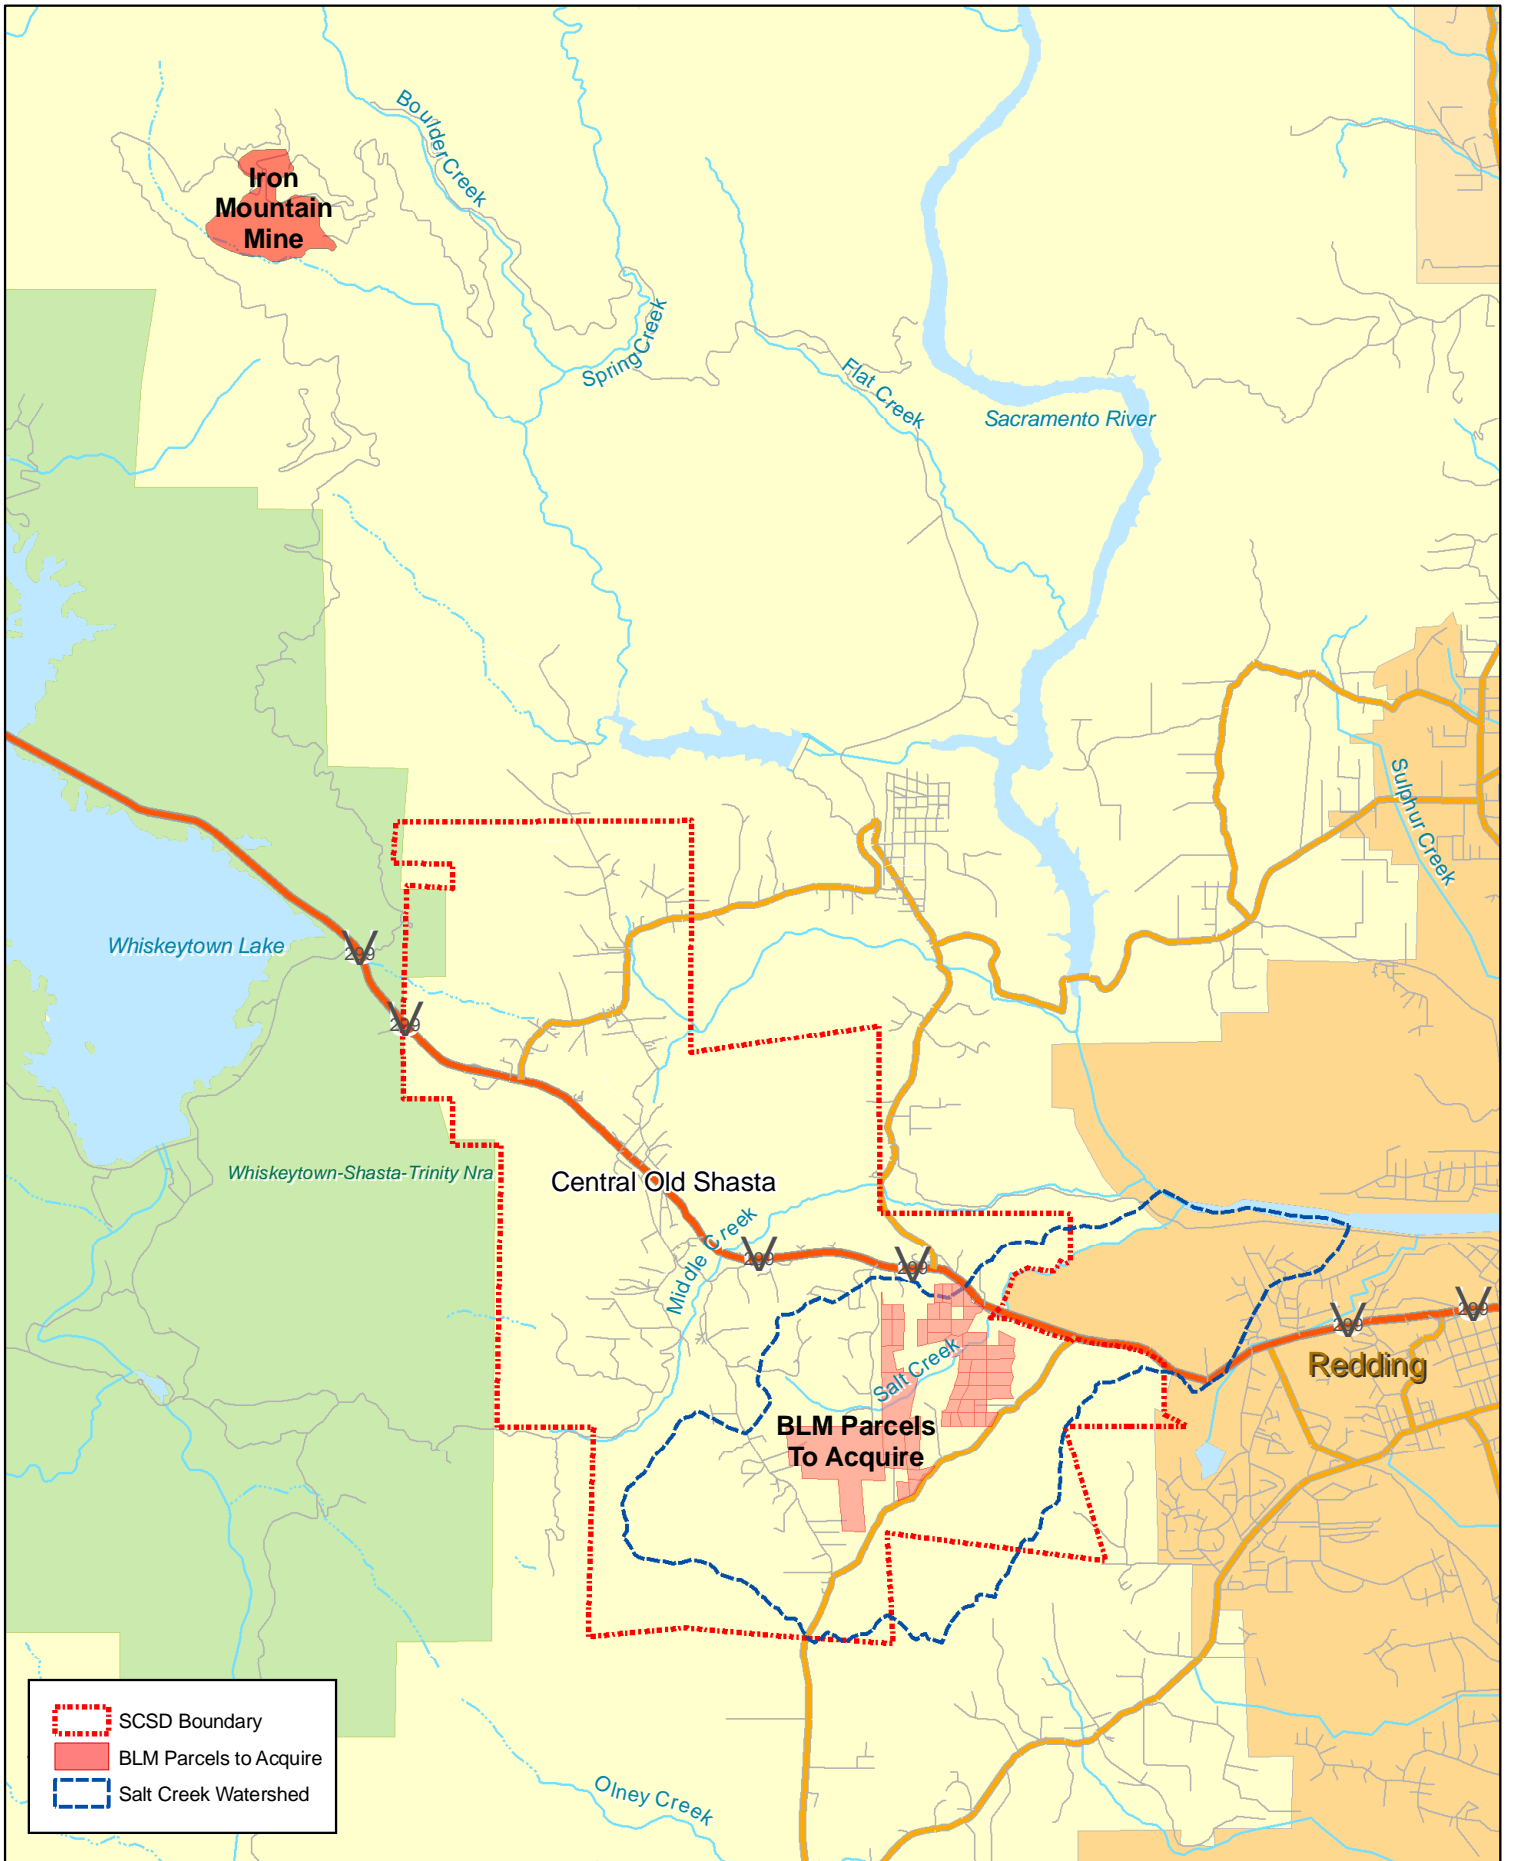 Boulder Creek
Iron
Mountain
Mine
Spring Creek
Flat Creek
Sacramento River
Sulphur Creek
Whiskeytown Lake
299
299
Whiskeytown-Shasta-Trinity Nra
Central Old Shasta
Middle Creek
299
299
299
299
Redding
Salt Creek
BLM Parcels
To Acquire
SCSD Boundary
BLM Parcels to Acquire
Salt Creek Watershed
Olney Creek